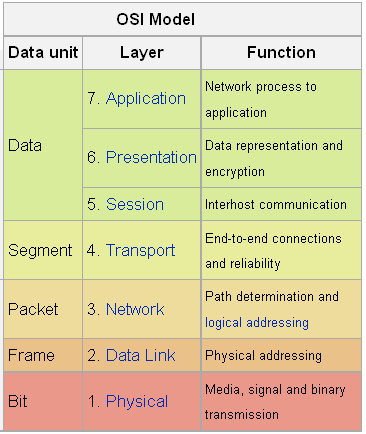 OSI Model
Data unit Layer Function
Data
7. Application
Network process to
application
6. Presentation
Data representation and
encryption
5. Session
Interhost communication
Segment
4. Transport
End-to-end connections
and reliability
Packet
3. Network
Path determination and
logical addressing
Frame
2. Data Link
Physical addressing
Bit
1. Physical
Media, signal and binary
transmission